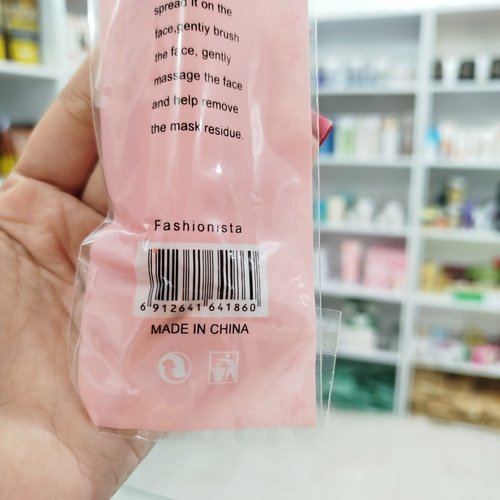 spread it on the
face,gentiy brush
the face, gently
massage the face
and help remove
the mask residue.
Fashionista
6 912641 641860
MADE IN CHINA